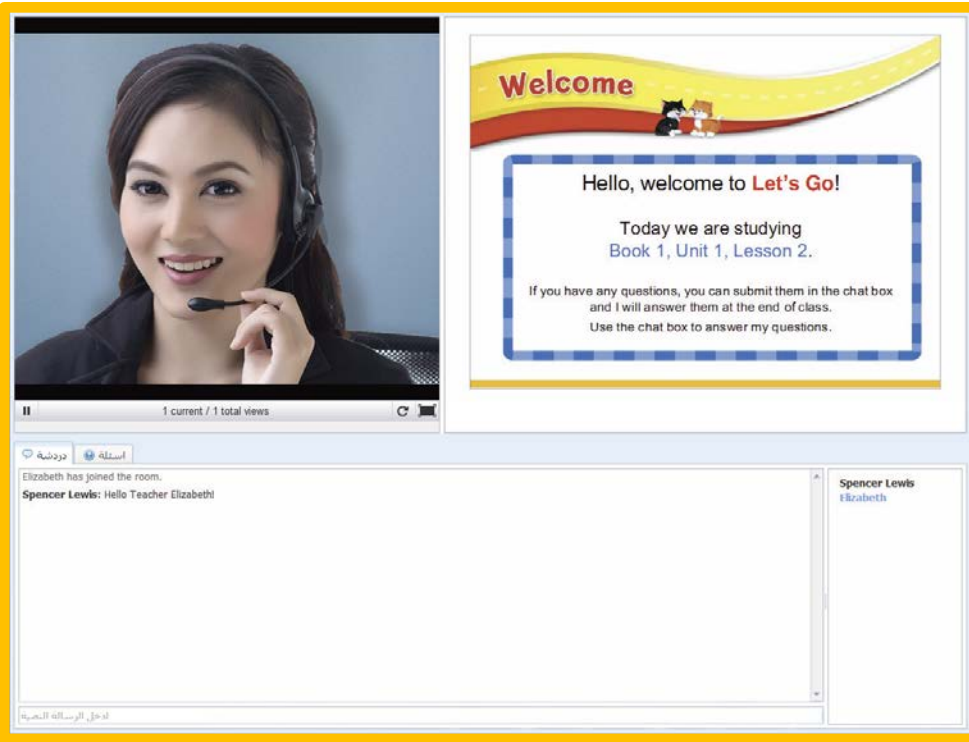 Welcome
Hello, welcome to Let's Go!
Today we are studying
Book 1, Unit 1, Lesson 2.
If you have any questions, you can submit them in the chat box
and I will answer them at the end of class.
Use the chat box to answer my questions.
1 current / 1 total views
دردشة
اسئلة
Elizabeth has joined the room.
Spencer Lewis: Hello Teacher Elizabeth!
Spencer Lewis
Elizabeth
ادخل الرسالة النصية